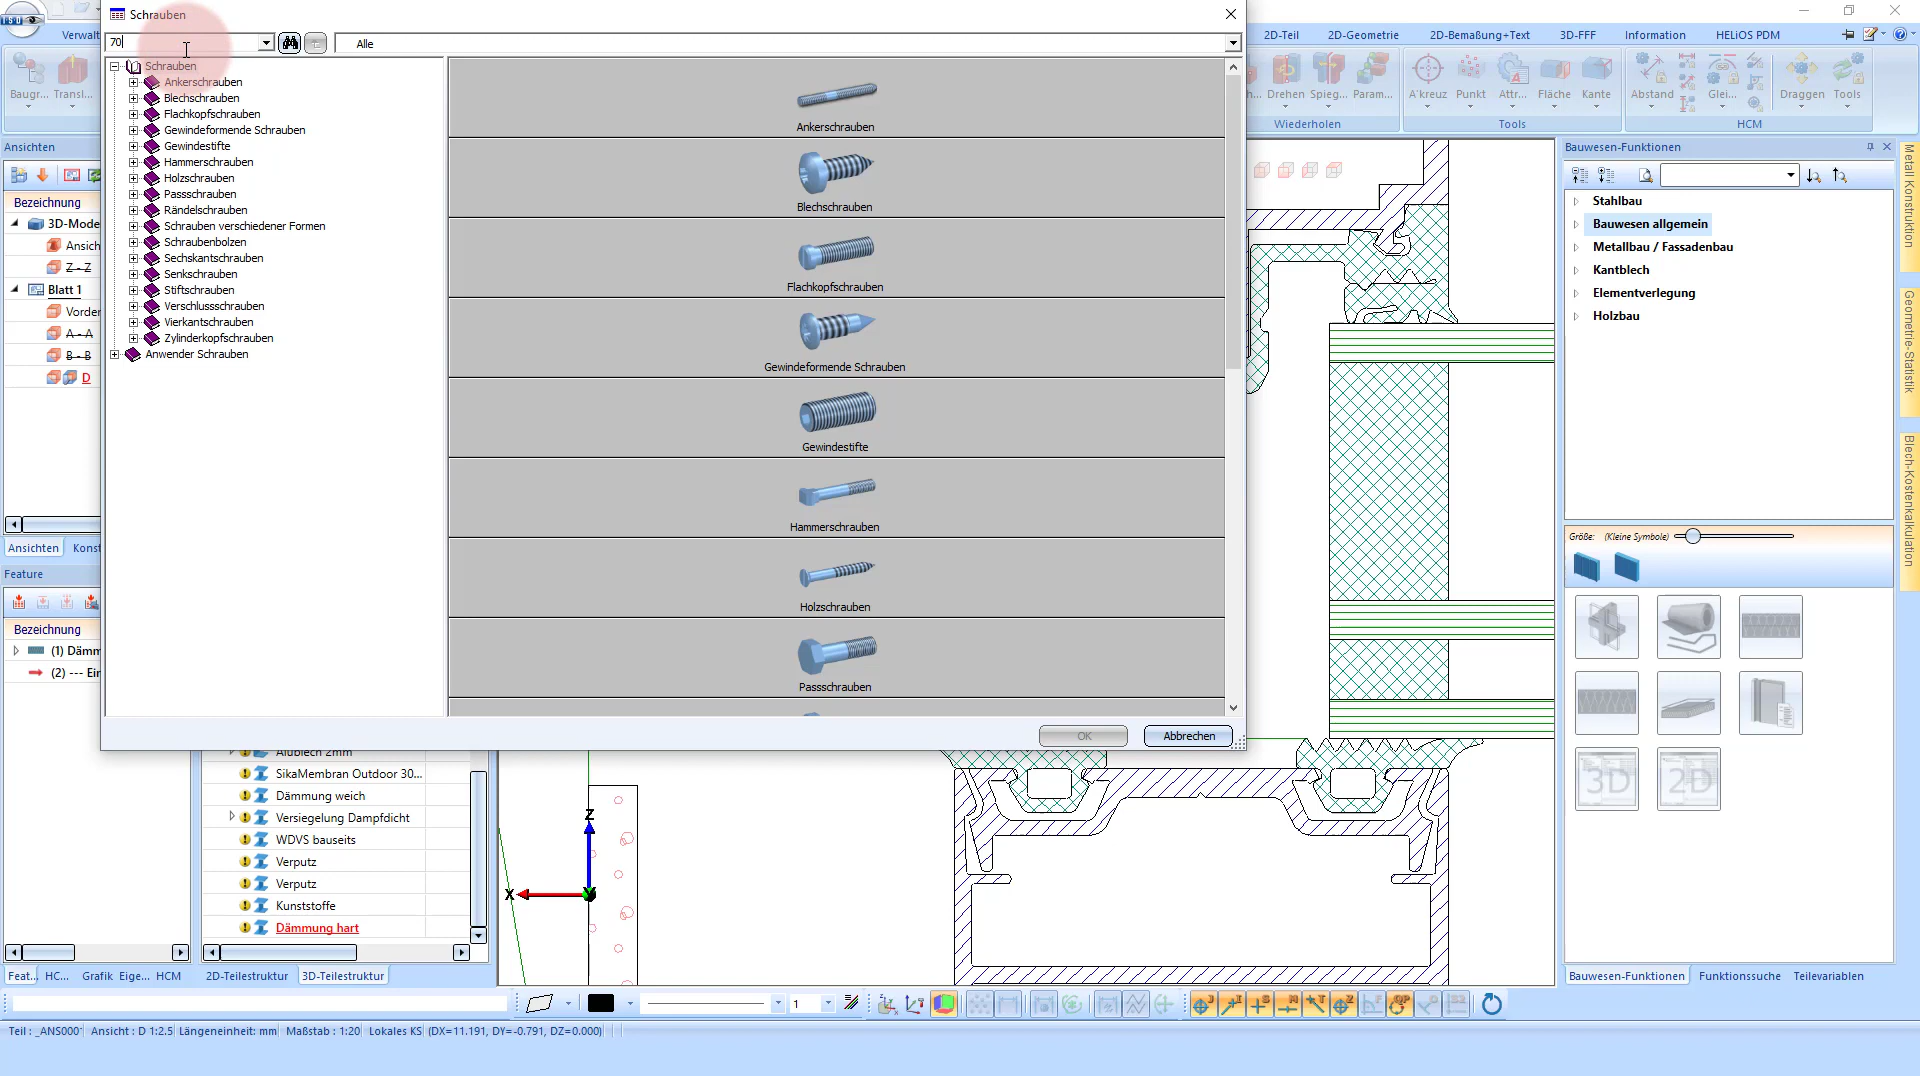 Schrauben
ISD
Verwalt
70
Alle
2D-Teil
2D-Geometrie
2D-Bemaßung+Text
3D-FFF
Information
HELiOS PDM
Baugr...
Transl...
Drehen
Spieg...
Param...
A'kreuz
Punkt
Attr...
Fläche
Kante
Abstand
Glei...
Draggen
Tools
Wiederholen
Tools
HCM
Ansichten
Bezeichnung
3D-Mode
Ansich
Z - Z
Blatt 1
Vorder
A - A
B - B
D
Schrauben
Ankerschrauben
Blechschrauben
Flachkopfschrauben
Gewindeformende Schrauben
Gewindestifte
Hammerschrauben
Holzschrauben
Passschrauben
Rändelschrauben
Schrauben verschiedener Formen
Schraubenbolzen
Sechskantschrauben
Senkschrauben
Stiftschrauben
Verschlussschrauben
Vierkantschrauben
Zylinderkopfschrauben
Anwender Schrauben
Ankerschrauben
Blechschrauben
Flachkopfschrauben
Gewindeformende Schrauben
Gewindestifte
Hammerschrauben
Holzschrauben
Passschrauben
OK
Abbrechen
Bauwesen-Funktionen
Stahlbau
Bauwesen allgemein
Metallbau / Fassadenbau
Kantblech
Elementverlegung
Holzbau
Größe: (Kleine Symbole)
3D
2D
Metall Konstruktion
Geometrie-Statistik
Blech-Kostenkalkulation
Ansichten
Konst
Feature
Bezeichnung
(1) Dämm
(2) --- Ein
Alublech 2mm
SikaMembran Outdoor 30...
Dämmung weich
Versiegelung Dampfdicht
WDVS bauseits
Verputz
Verputz
Kunststoffe
Dämmung hart
Z
X
Y
Feat...
HC...
Grafik
Eige...
HCM
2D-Teilestruktur
3D-Teilestruktur
Bauwesen-Funktionen
Funktionssuche
Teilevariablen
1
Teil : _ANS000
Ansicht : D 1:2.5
Längeneinheit: mm
Maßstab : 1:20
Lokales KS
(DX=11.191, DY=-0.791, DZ=0.000)